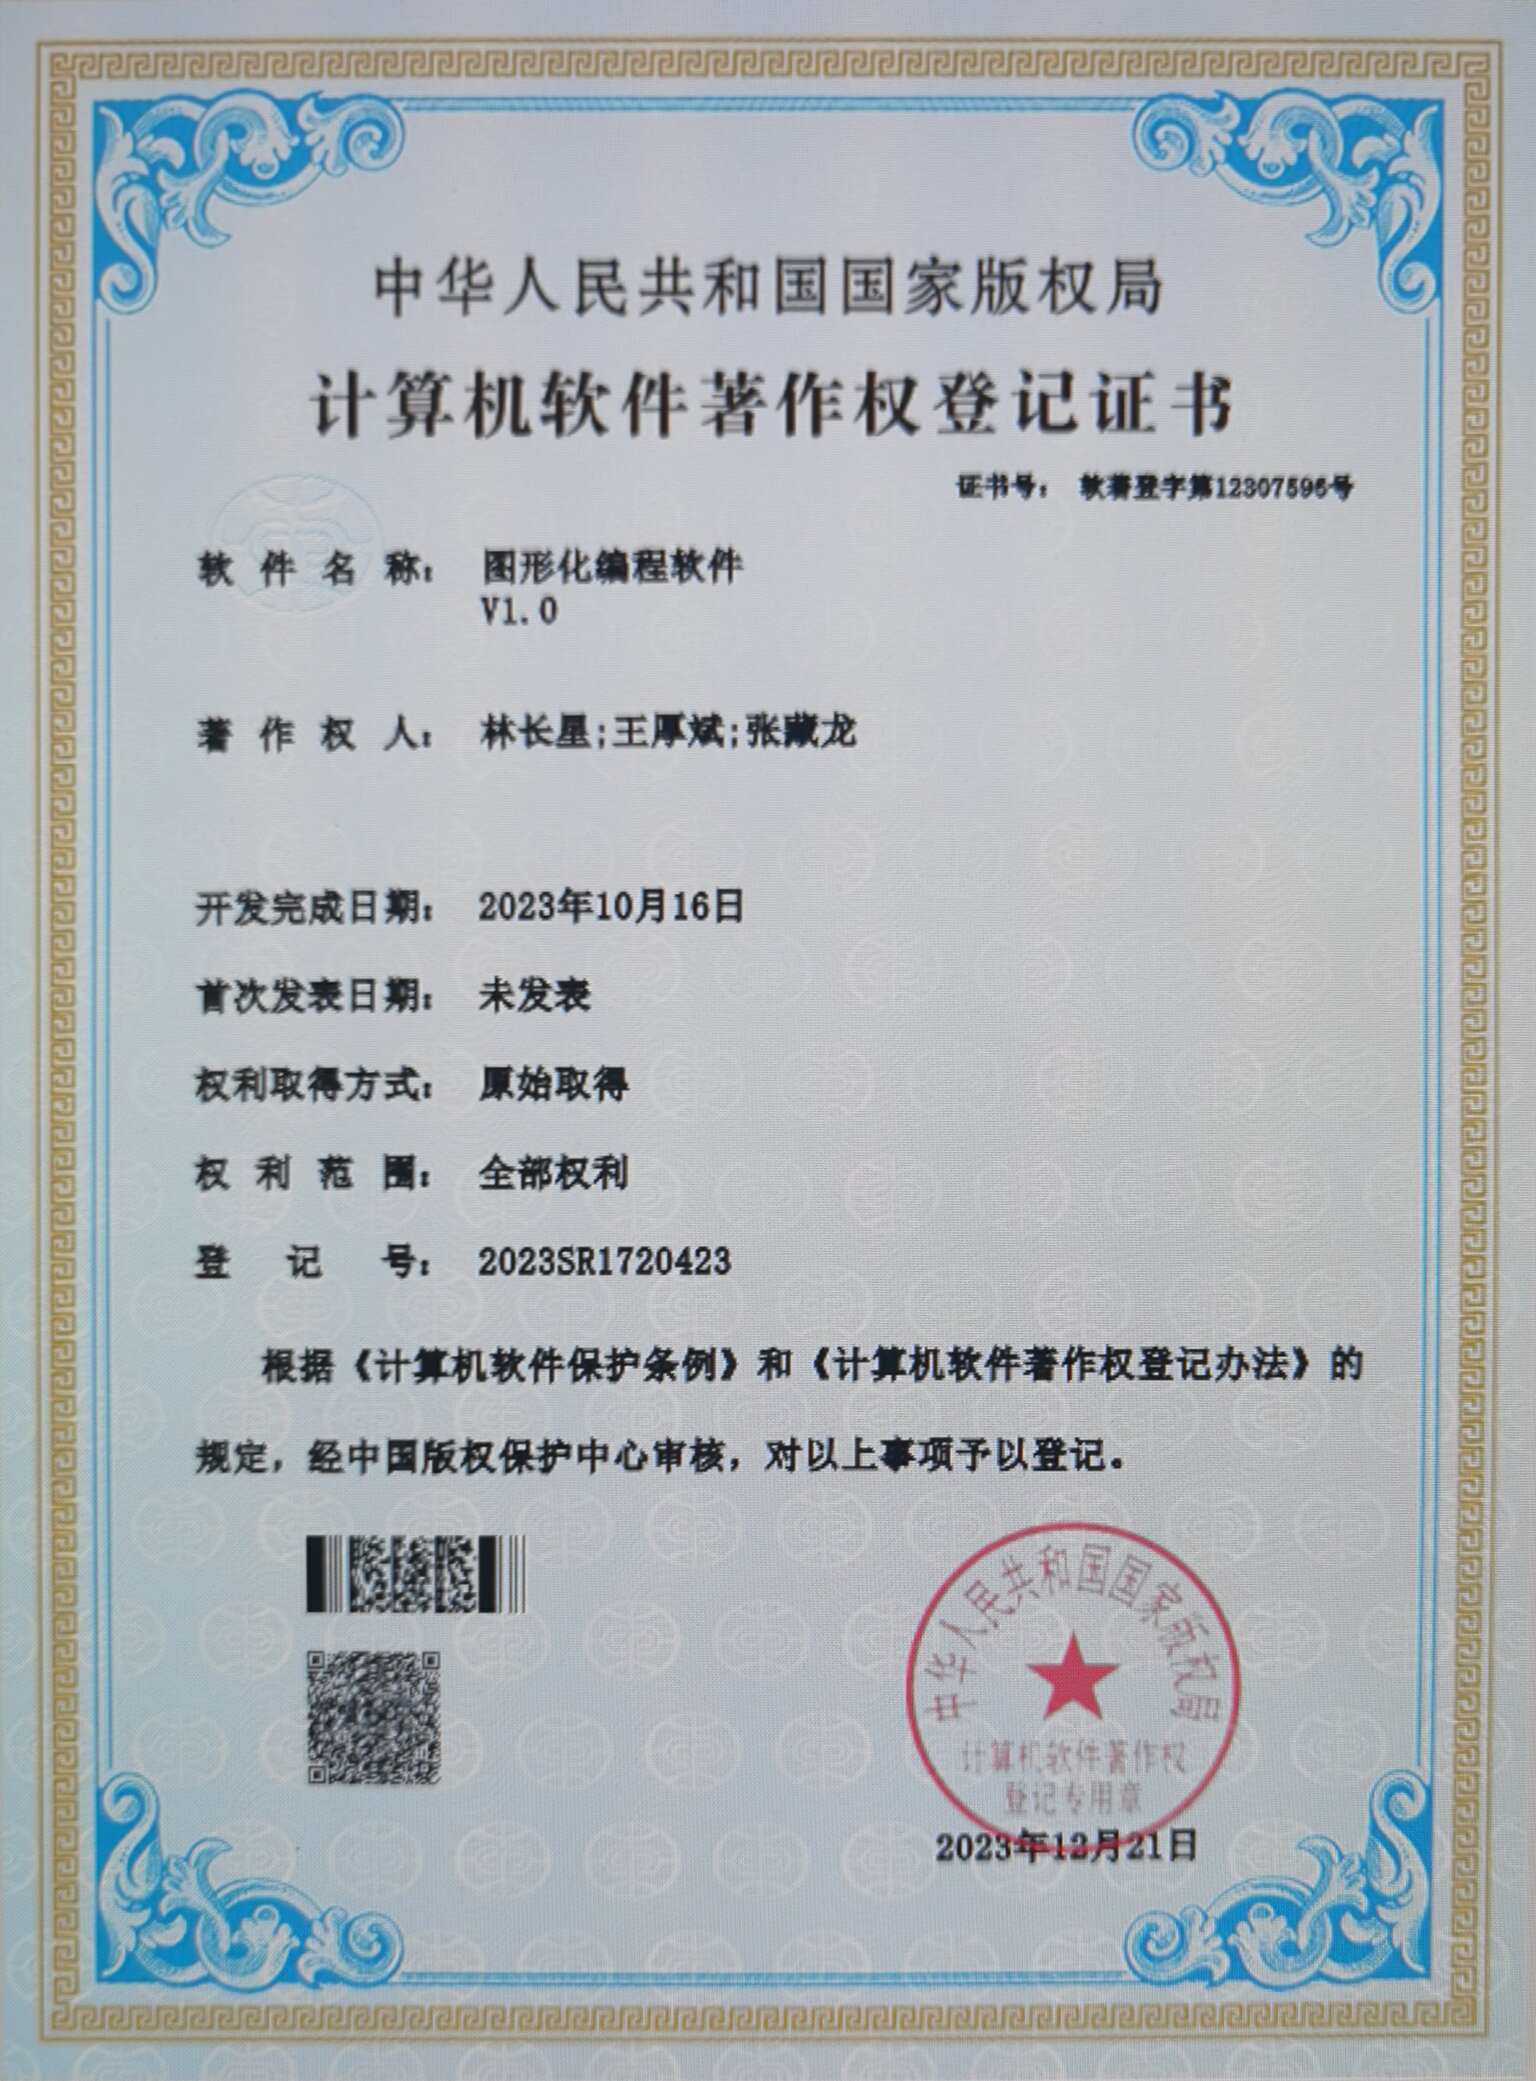 中华人民共和国国家版权局
计算机软件著作权登记证书
证书号： 软著登字第12307596号
软件名称： 图形化编程软件
V1.0
著作权人： 林长星;王厚斌;张藏龙
开发完成日期： 2023年10月16日
首次发表日期： 未发表
权利取得方式： 原始取得
权利范围： 全部权利
登记号： 2023SR1720423
根据《计算机软件保护条例》和《计算机软件著作权登记办法》的
规定，经中国版权保护中心审核，对以上事项予以登记。
中华人民共和国国家版权局
计算机软件著作权
登记专用章
2023年12月21日